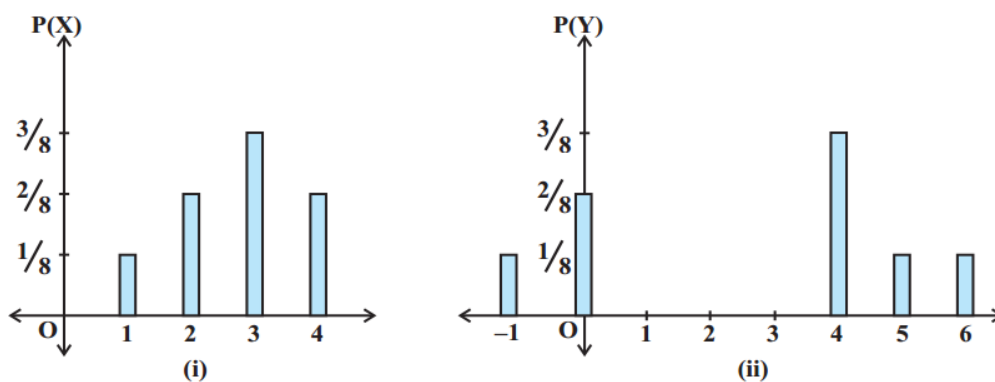 P(X)
3/8
2/8
1/8
O
1 2 3 4
(i)
P(Y)
3/8
2/8
1/8
–1 O 1 2 3 4 5 6
(ii)